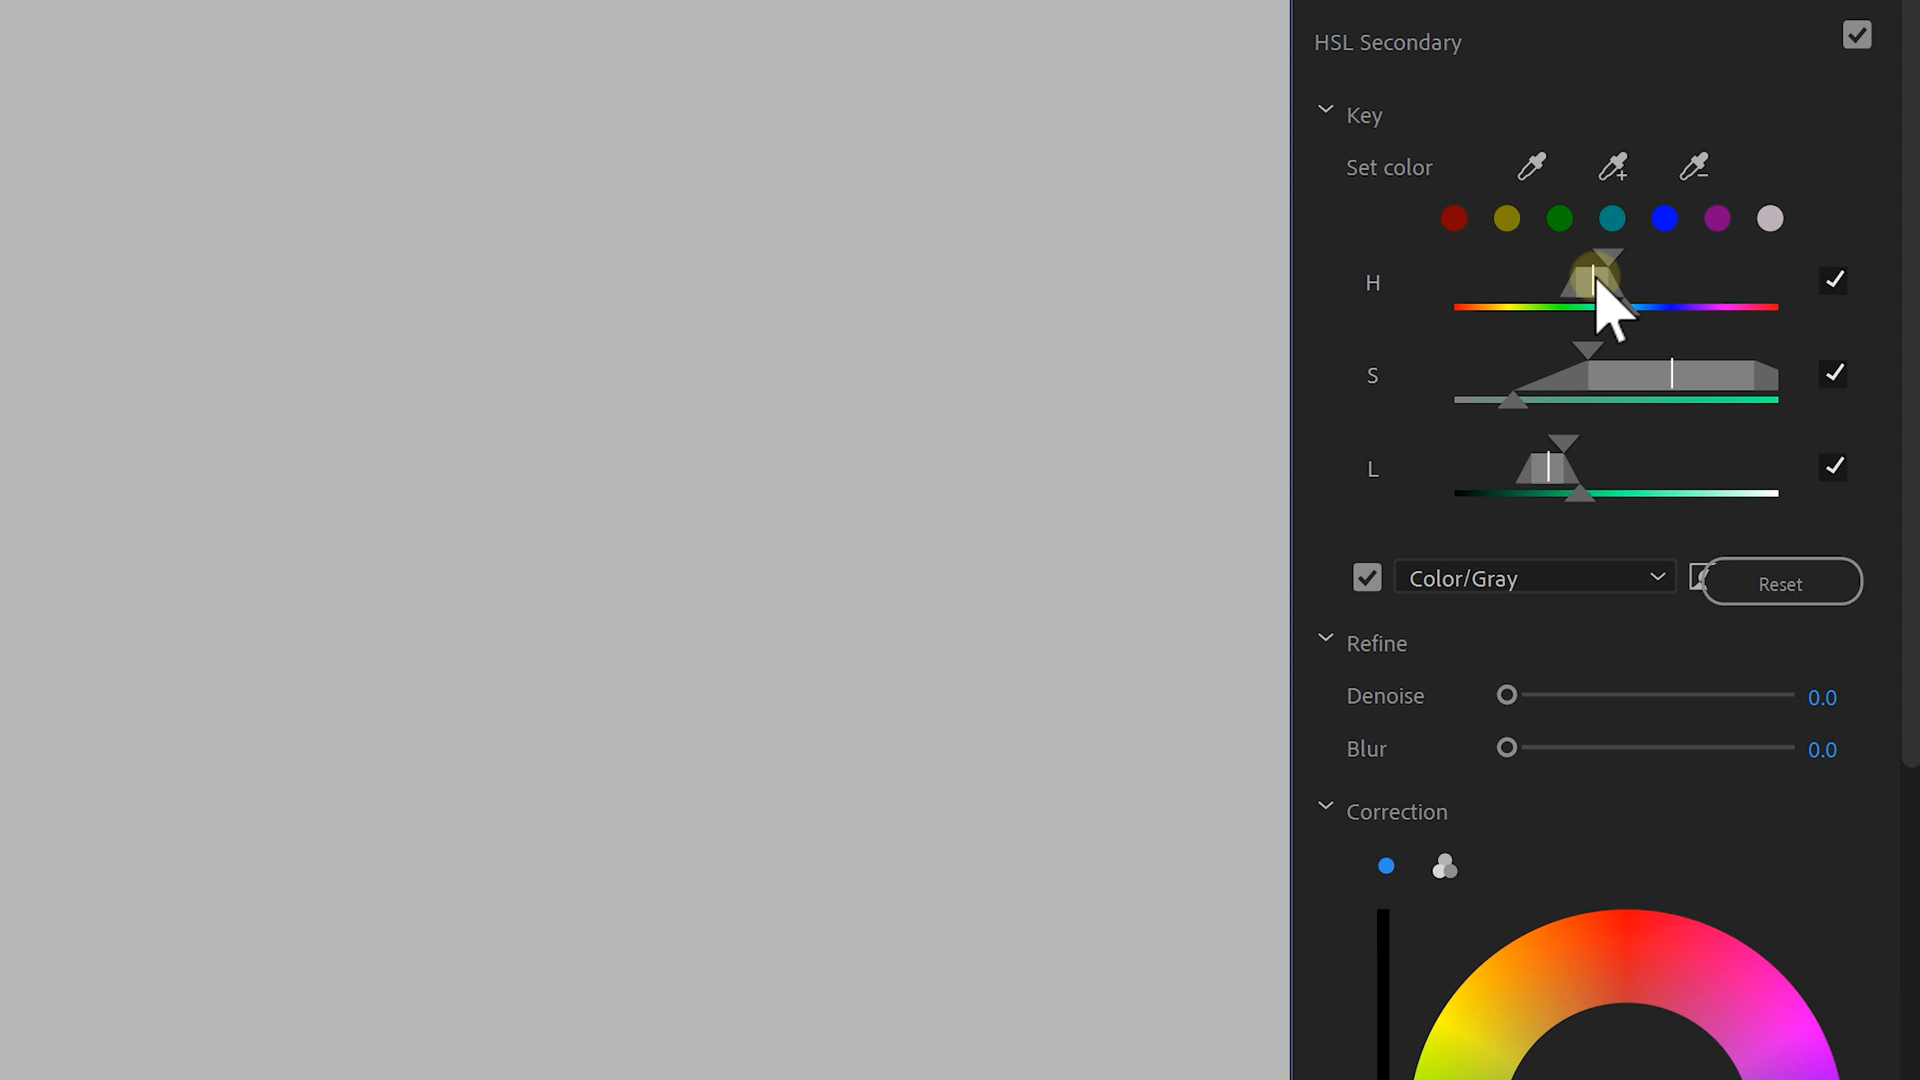 HSL Secondary
Key
Set color
H
S
L
Color/Gray
Reset
Refine
Denoise 0.0
Blur 0.0
Correction